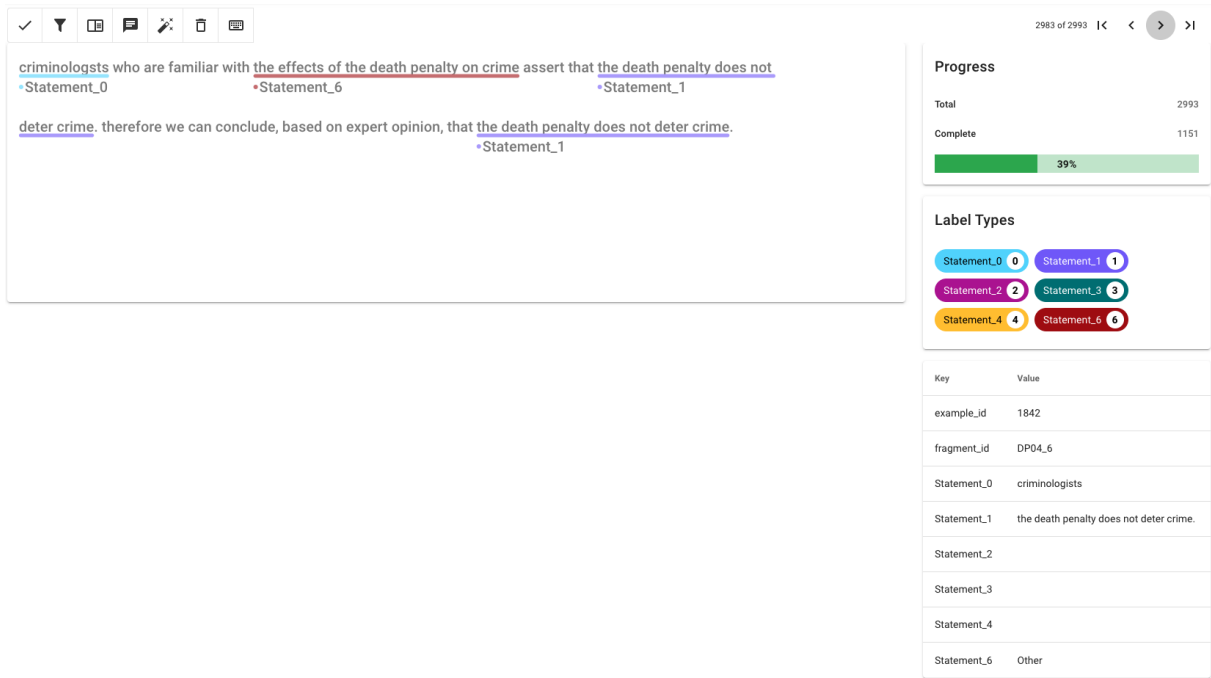 2983 of 2993
criminologsts who are familiar with the effects of the death penalty on crime assert that the death penalty does not
•Statement_0 •Statement_6 •Statement_1
deter crime. therefore we can conclude, based on expert opinion, that the death penalty does not deter crime.
•Statement_1
Progress
Total 2993
Complete 1151
39%
Label Types
Statement_0 0 Statement_1 1
Statement_2 2 Statement_3 3
Statement_4 4 Statement_6 6
Key Value
example_id 1842
fragment_id DP04_6
Statement_0 criminologists
Statement_1 the death penalty does not deter crime.
Statement_2
Statement_3
Statement_4
Statement_6 Other